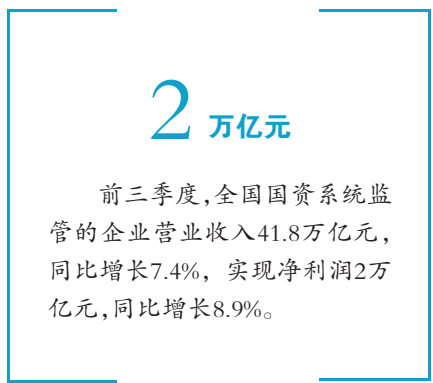 2 万亿元
前三季度,全国国资系统监
管的企业营业收入41.8万亿元,
同比增长7.4%, 实现净利润2万
亿元,同比增长8.9%。